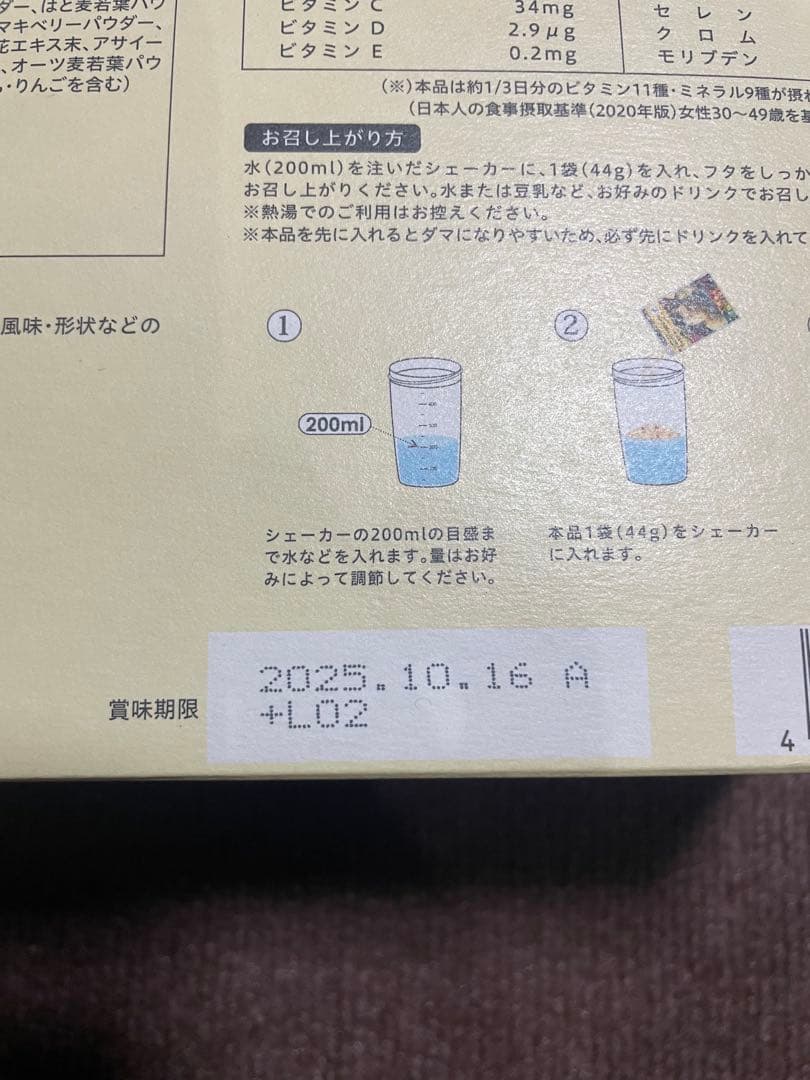 ダー、はと麦若葉パウ
マキベリーパウダー、
花エキス末、アサイー
、オーツ麦若葉パウ
・りんごを含む）
ビタミン C 34mg
ビタミン D 2.9μg
ビタミン E 0.2mg
セレン
クロム
モリブデン
（※）本品は約1/3日分のビタミン11種・ミネラル9種が摂れ
（日本人の食事摂取基準（2020年版）女性30～49歳を基
お召し上がり方
水（200ml）を注いだシェーカーに、1袋（44g）を入れ、フタをしっか
お召し上がりください。水または豆乳など、お好みのドリンクでお召し
※熱湯でのご利用はお控えください。
※本品を先に入れるとダマになりやすいため、必ず先にドリンクを入れて
風味・形状などの
①
②
200ml
シェーカーの200mlの目盛ま
で水などを入れます。量はお好
みによって調節してください。
本品1袋（44g）をシェーカー
に入れます。
賞味期限
2025.10.16 A
+L02
4